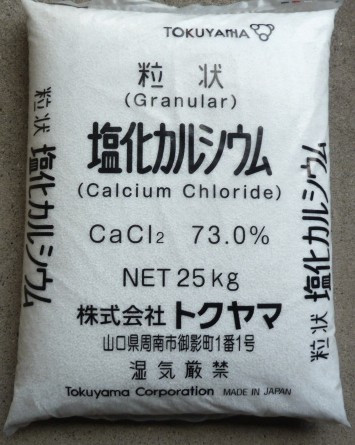 TOKUYAMA
粒状
(Granular)
塩化カルシウム
(Calcium Chloride)
CaCl₂ 73.0%
NET 25kg
株式会社トクヤマ
山口県周南市御影町1番1号
湿気厳禁
Tokuyama Corporation MADE IN JAPAN
粒状 塩化カルシウム
粒状 塩化カルシウム